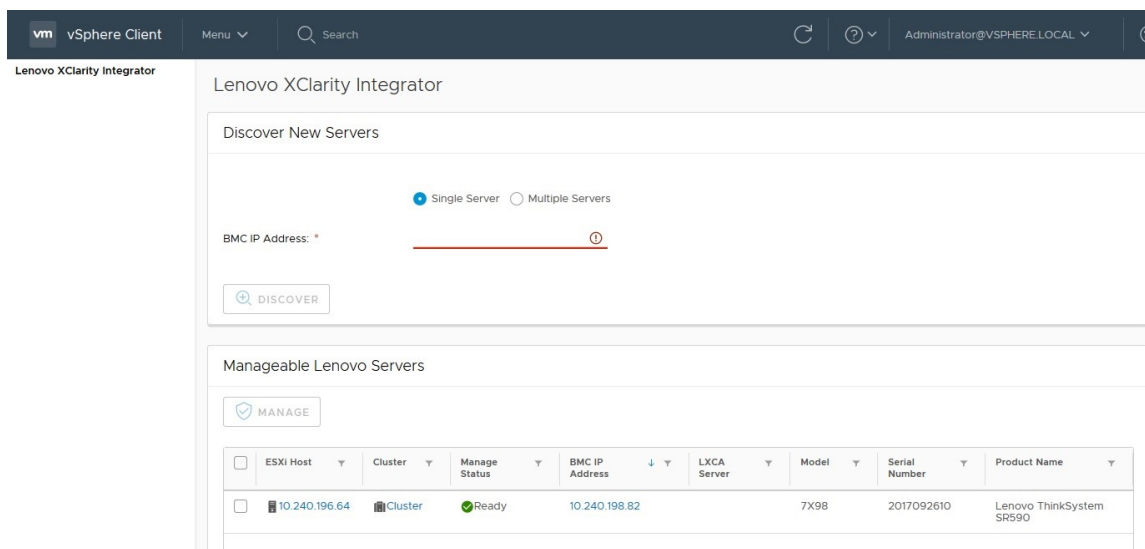 vm vSphere Client Menu Search Administrator@VSPHERE.LOCAL
Lenovo XClarity Integrator
Lenovo XClarity Integrator
Discover New Servers
Single Server Multiple Servers
BMC IP Address: *
DISCOVER
Manageable Lenovo Servers
MANAGE
ESXi Host Cluster Manage Status BMC IP Address LXCA Server Model Serial Number Product Name
10.240.196.64 Cluster Ready 10.240.198.82 7X98 2017092610 Lenovo ThinkSystem SR590